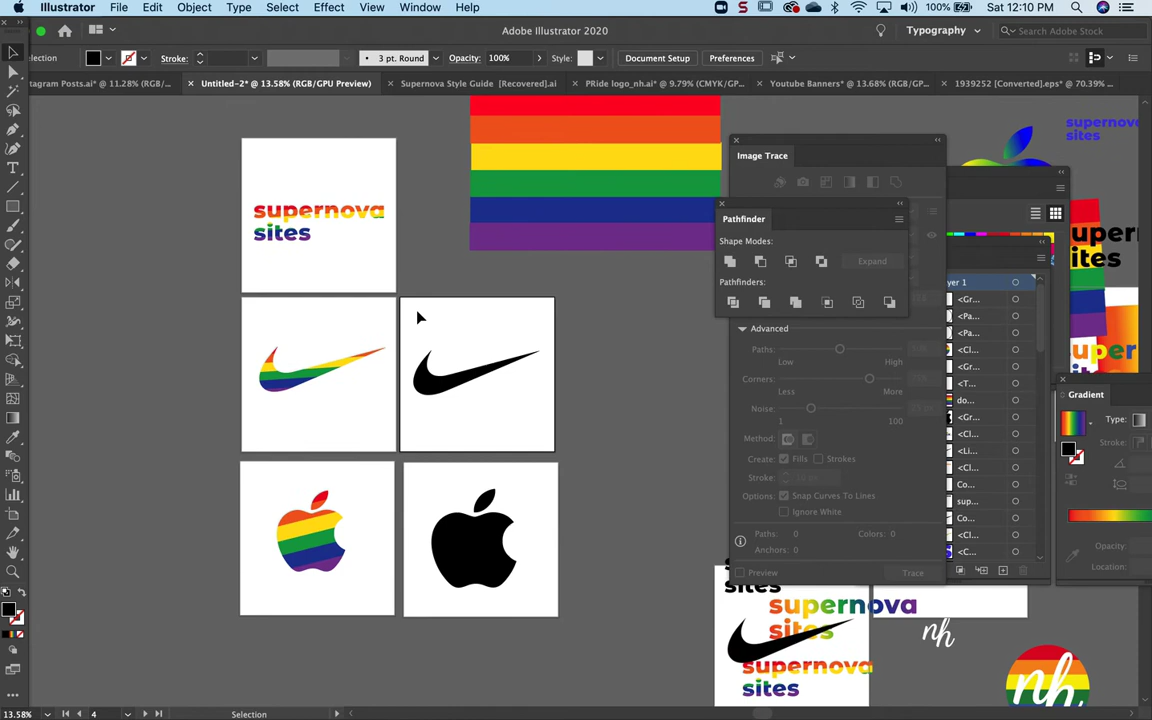 Illustrator File Edit Object Type Select Effect View Window Help 100% Sat 12:10 PM
Adobe Illustrator 2020 Typography Search Adobe Stock
election Stroke: 3 pt. Round Opacity: 100% Style: Document Setup Preferences
tagram Posts.ai* @ 11.28% (RGB/... Untitled-2* @ 13.58% (RGB/GPU Preview) Supernova Style Guide [Recovered].ai PRide logo_nh.ai* @ 9.79% (CMYK/GP... Youtube Banners* @ 13.68% (RGB/GP... 1939252 [Converted].eps* @ 70.39% ...
supernova
sites
Image Trace
supernova
sites
Pathfinder
Shape Modes:
Expand
Pathfinders:
Advanced
Paths:
Low High
Corners:
Less More
Noise:
1 100
Method:
Create: Fills Strokes
Stroke:
Options: Snap Curves To Lines
Ignore White
Paths: 0 Colors: 0
Anchors: 0
Preview Trace
yer 1
<Gr...
<Pa...
<Pa...
<Cl...
<Gr...
<T...
do...
<Gr...
<Cl...
<Li...
<Cl...
Co...
sup...
Co...
<Cl...
<C...
supern
sites
supe
sites
Gradient
Type:
Stroke:
Opacity:
Location:
sites
supernova
sites
supernova
sites
nh
nh
13.58% 4 Selection